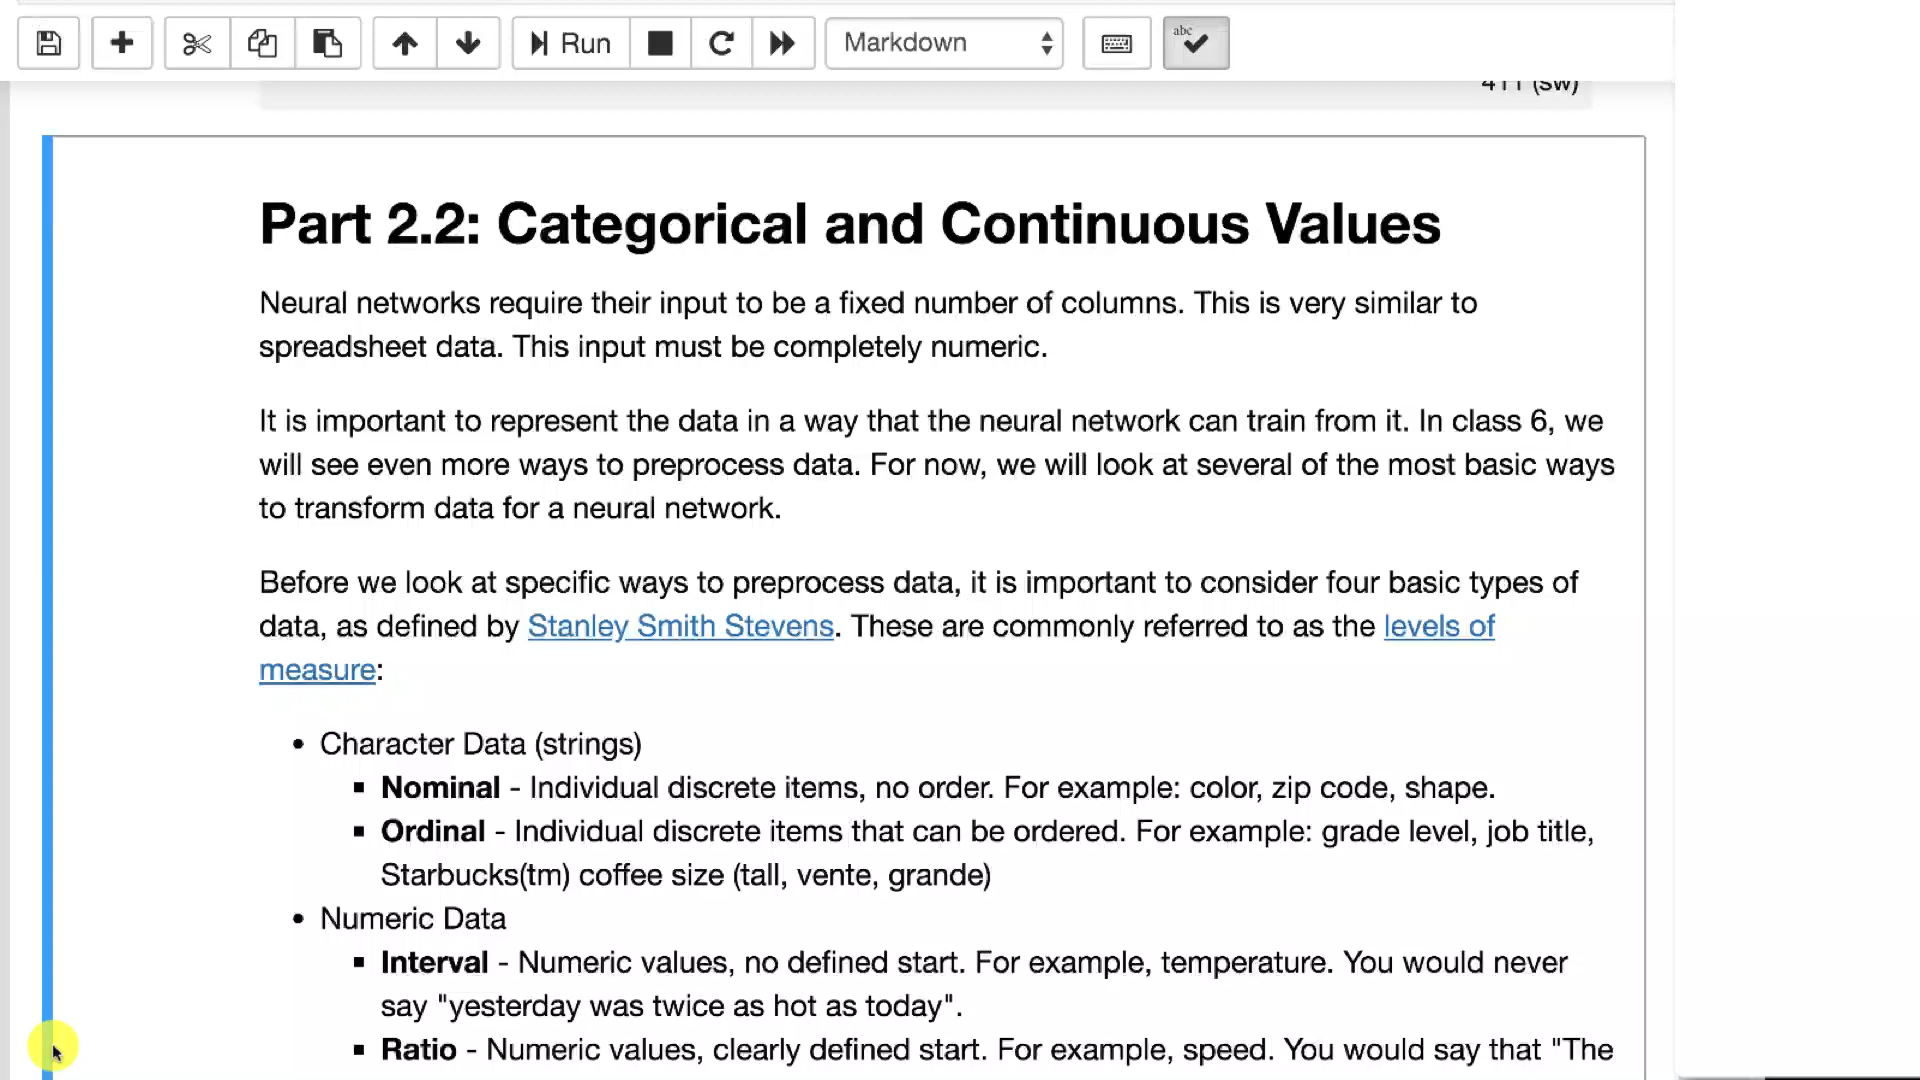 abc
Run
Markdown
411 (sw)
Part 2.2: Categorical and Continuous Values
Neural networks require their input to be a fixed number of columns. This is very similar to
spreadsheet data. This input must be completely numeric.
It is important to represent the data in a way that the neural network can train from it. In class 6, we
will see even more ways to preprocess data. For now, we will look at several of the most basic ways
to transform data for a neural network.
Before we look at specific ways to preprocess data, it is important to consider four basic types of
data, as defined by Stanley Smith Stevens. These are commonly referred to as the levels of
measure:
• Character Data (strings)
▪ Nominal - Individual discrete items, no order. For example: color, zip code, shape.
▪ Ordinal - Individual discrete items that can be ordered. For example: grade level, job title,
Starbucks(tm) coffee size (tall, vente, grande)
• Numeric Data
▪ Interval - Numeric values, no defined start. For example, temperature. You would never
say "yesterday was twice as hot as today".
▪ Ratio - Numeric values, clearly defined start. For example, speed. You would say that "The